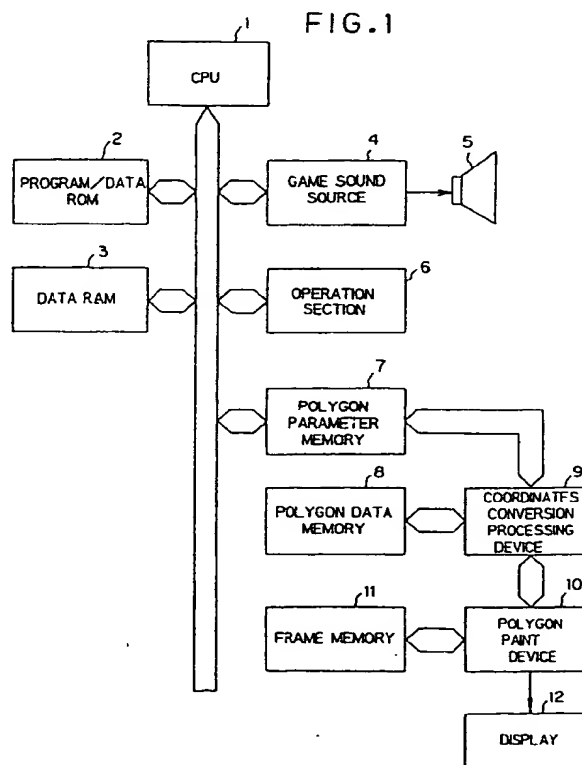 FIG.1
1
CPU
2
PROGRAM/DATA
ROM
4
GAME SOUND
SOURCE
5
3
DATA RAM
6
OPERATION
SECTION
7
POLYGON
PARAMETER
MEMORY
8
POLYGON DATA
MEMORY
9
COORDINATES
CONVERSION
PROCESSING
DEVICE
11
FRAME MEMORY
10
POLYGON
PAINT
DEVICE
12
DISPLAY